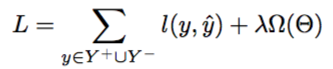 L = ∑_{y∈Y⁺∪Y⁻} l(y, ŷ) + λΩ(Θ)